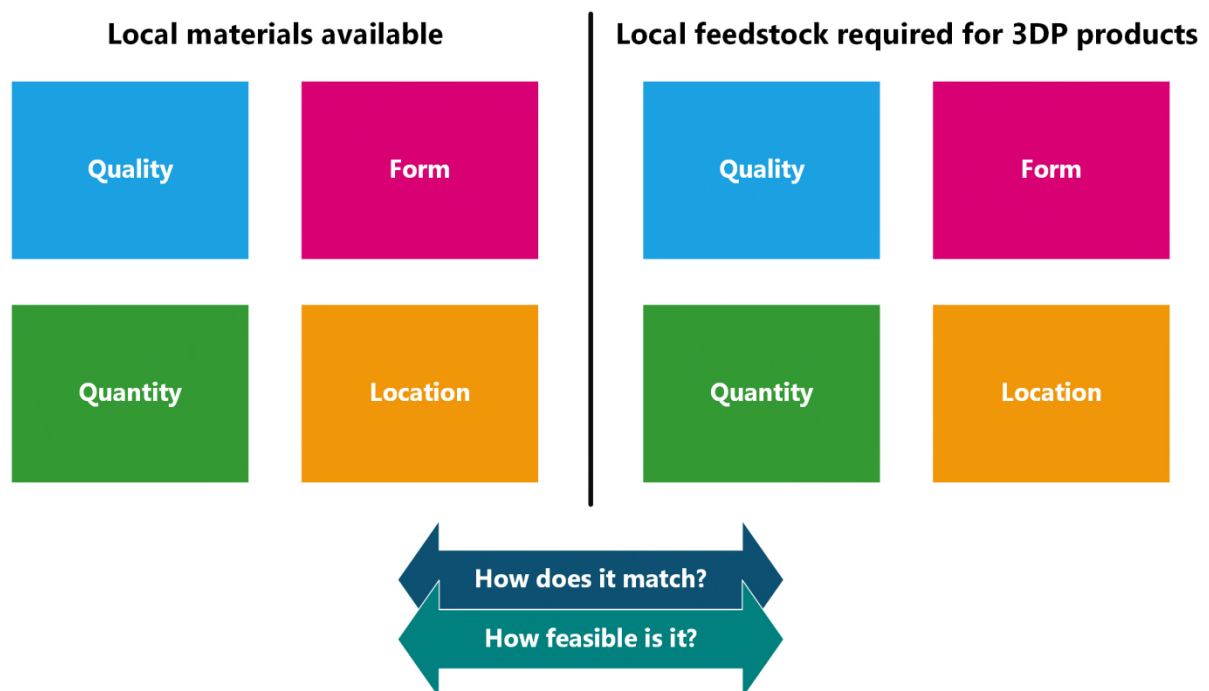 Local materials available
Quality
Form
Quantity
Location
Local feedstock required for 3DP products
Quality
Form
Quantity
Location
How does it match?
How feasible is it?